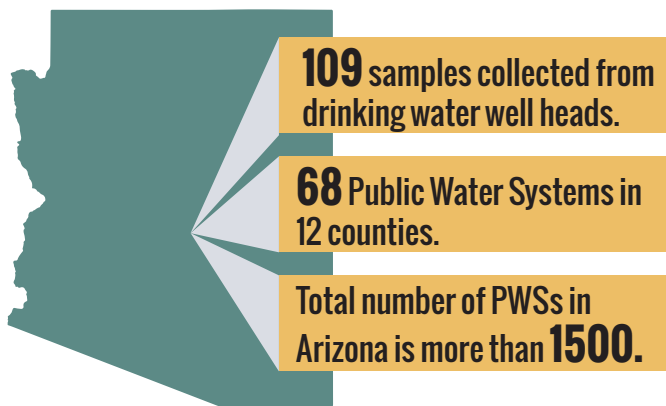 109 samples collected from
drinking water well heads.
68 Public Water Systems in
12 counties.
Total number of PWSs in
Arizona is more than 1500.